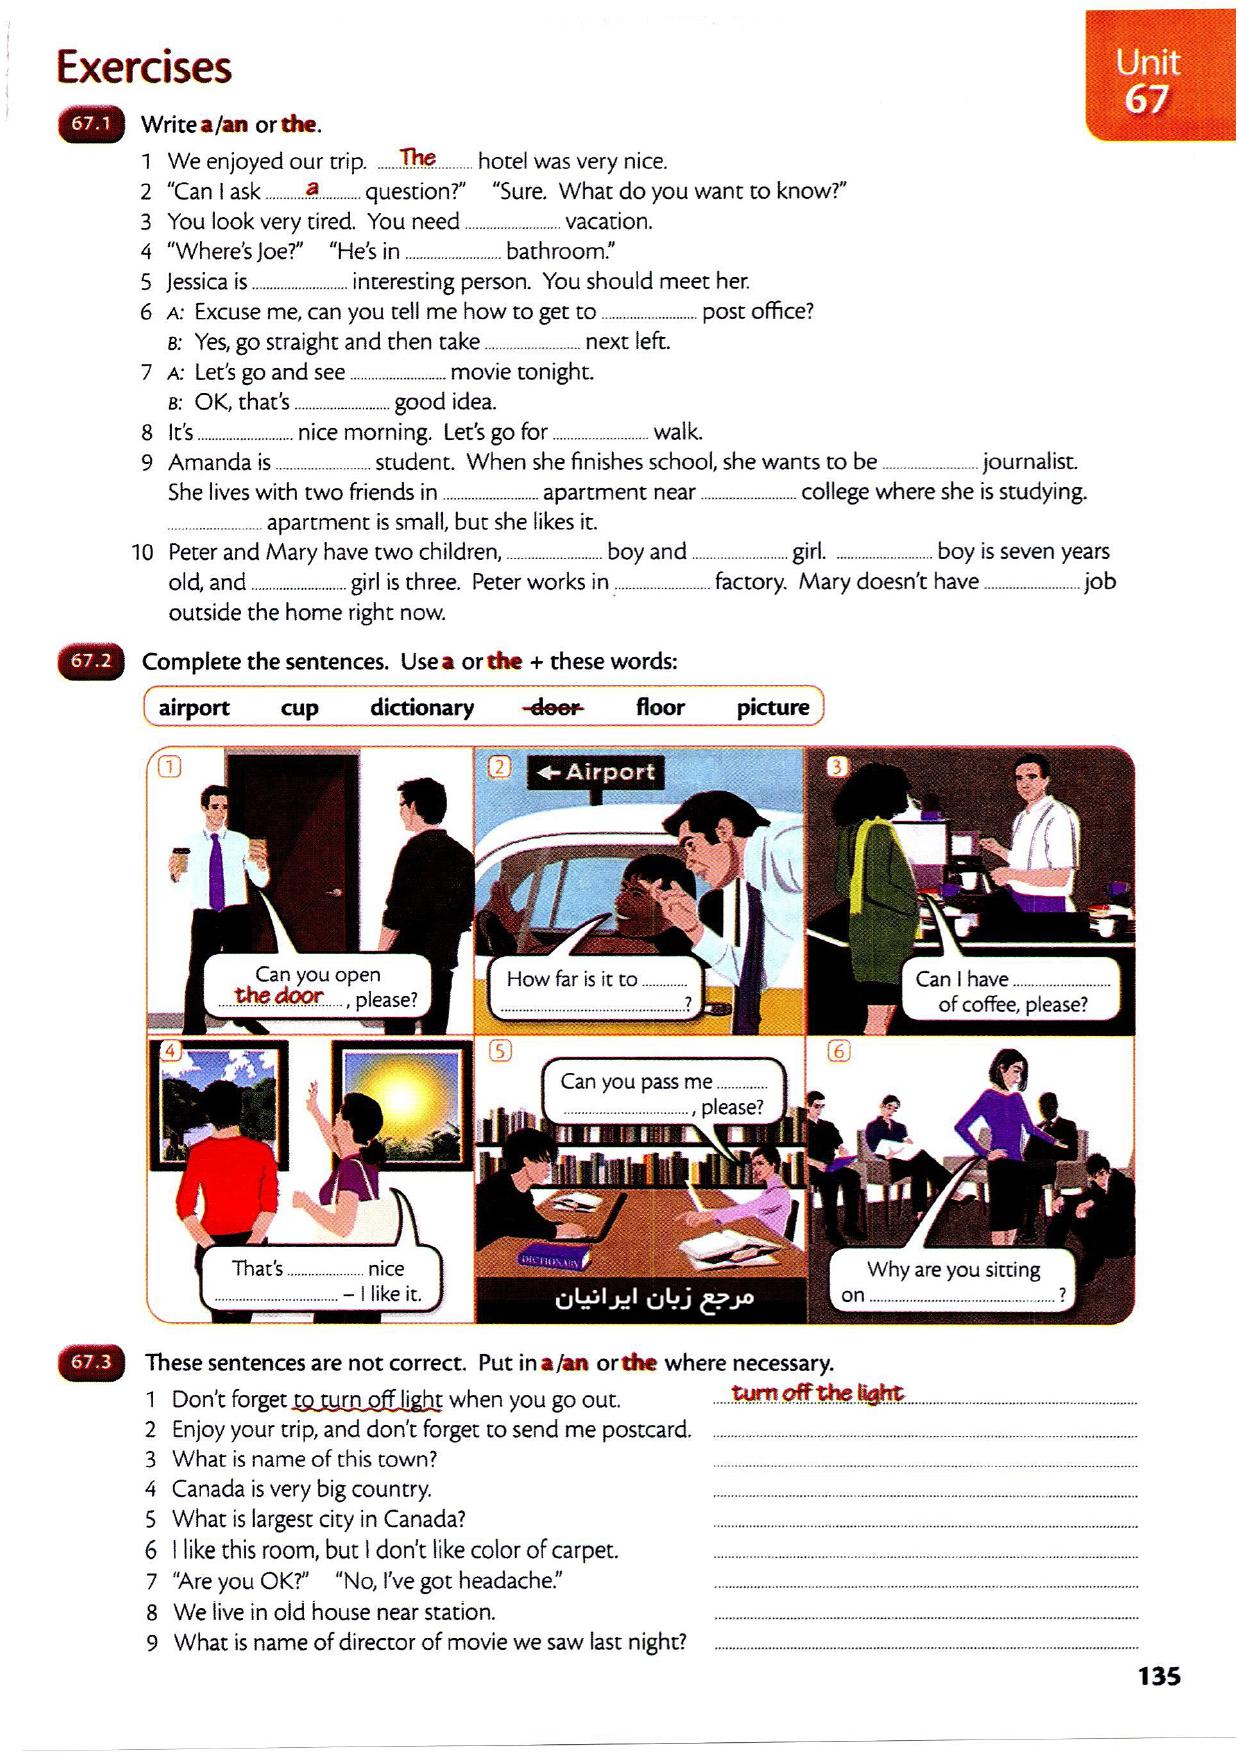 Exercises
Unit
67
67.1 Write a/an or the.
1 We enjoyed our trip. ....The.... hotel was very nice.
2 "Can I ask ....a.... question?" "Sure. What do you want to know?"
3 You look very tired. You need ........ vacation.
4 "Where's Joe?" "He's in ........ bathroom."
5 Jessica is ........ interesting person. You should meet her.
6 A: Excuse me, can you tell me how to get to ........ post office?
B: Yes, go straight and then take ........ next left.
7 A: Let's go and see ........ movie tonight.
B: OK, that's ........ good idea.
8 It's ........ nice morning. Let's go for ........ walk.
9 Amanda is ........ student. When she finishes school, she wants to be ........ journalist.
She lives with two friends in ........ apartment near ........ college where she is studying.
........ apartment is small, but she likes it.
10 Peter and Mary have two children, ........ boy and ........ girl. ........ boy is seven years
old, and ........ girl is three. Peter works in ........ factory. Mary doesn't have ........ job
outside the home right now.
67.2 Complete the sentences. Use a or the + these words:
airport cup dictionary door floor picture
1
Can you open
....the door...., please?
2
← Airport
How far is it to ........
........?
3
Can I have ........
of coffee, please?
4
That's ........ nice
........ – I like it.
5
Can you pass me ........
........, please?
DICTIONARY
مرجع زبان ایرانیان
6
Why are you sitting
on ........?
67.3 These sentences are not correct. Put in a/an or the where necessary.
1 Don't forget to turn off light when you go out. turn off the light
2 Enjoy your trip, and don't forget to send me postcard.
3 What is name of this town?
4 Canada is very big country.
5 What is largest city in Canada?
6 I like this room, but I don't like color of carpet.
7 "Are you OK?" "No, I've got headache."
8 We live in old house near station.
9 What is name of director of movie we saw last night?
135